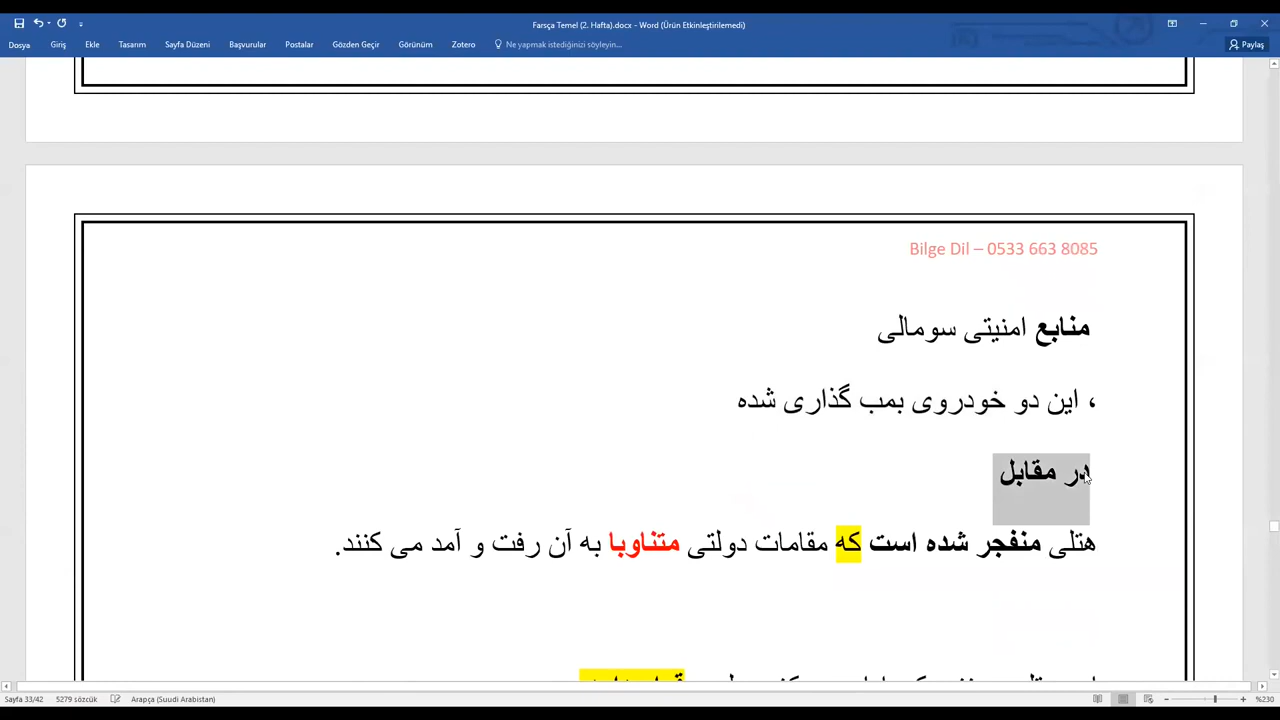 Farsça Temel (2. Hafta).docx - Word (Ürün Etkinleştirilemedi)
Dosya Giriş Ekle Tasarım Sayfa Düzeni Başvurular Postalar Gözden Geçir Görünüm Zotero Ne yapmak istediğinizi söyleyin... Paylaş
Bilge Dil – 0533 663 8085
منابع امنیتی سومالی
، این دو خودروی بمب گذاری شده
در مقابل
هتلی منفجر شده است که مقامات دولتی متناوبا به آن رفت و آمد می کنند.
Sayfa 33/42 5279 sözcük Arapça (Suudi Arabistan) %230